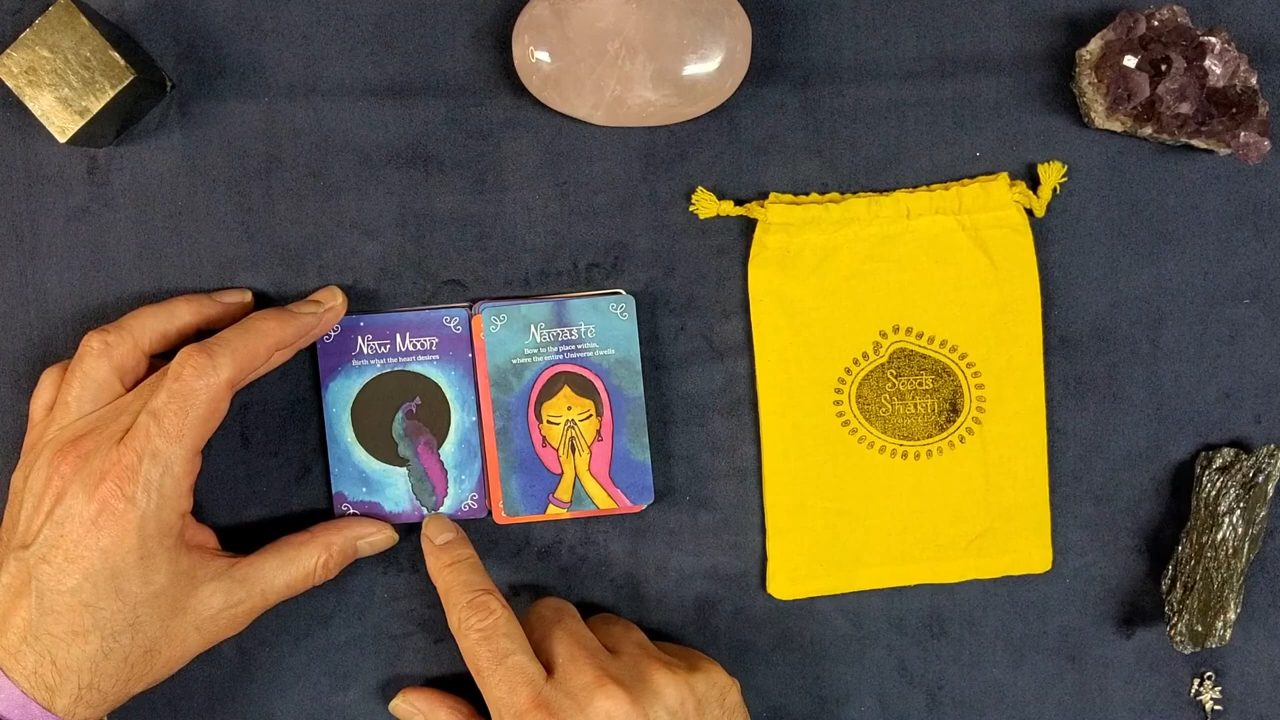 New Moon
Birth what the heart desires
Namaste
Bow to the place within,
where the entire Universe dwells
Seeds
Shakti